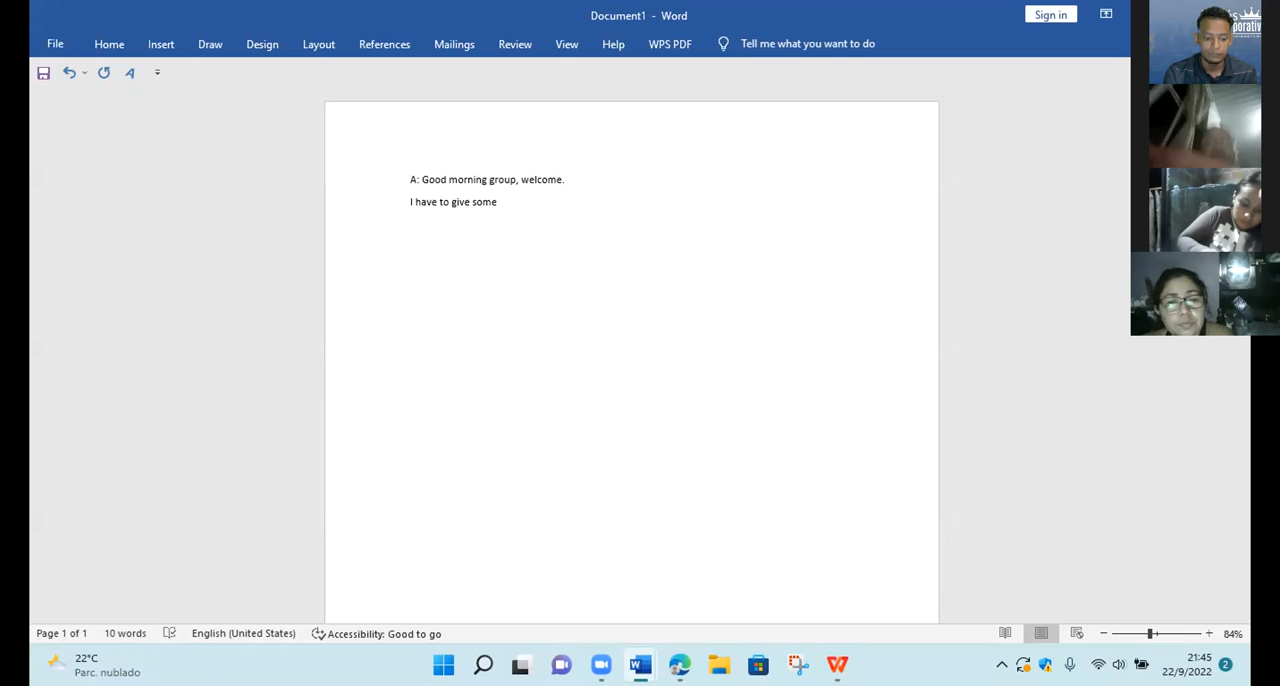 Document1 - Word
Sign in
File Home Insert Draw Design Layout References Mailings Review View Help WPS PDF Tell me what you want to do
A: Good morning group, welcome.
I have to give some
Page 1 of 1 10 words English (United States) Accessibility: Good to go 84%
22°C
Parc. nublado
21:45
22/9/2022
2